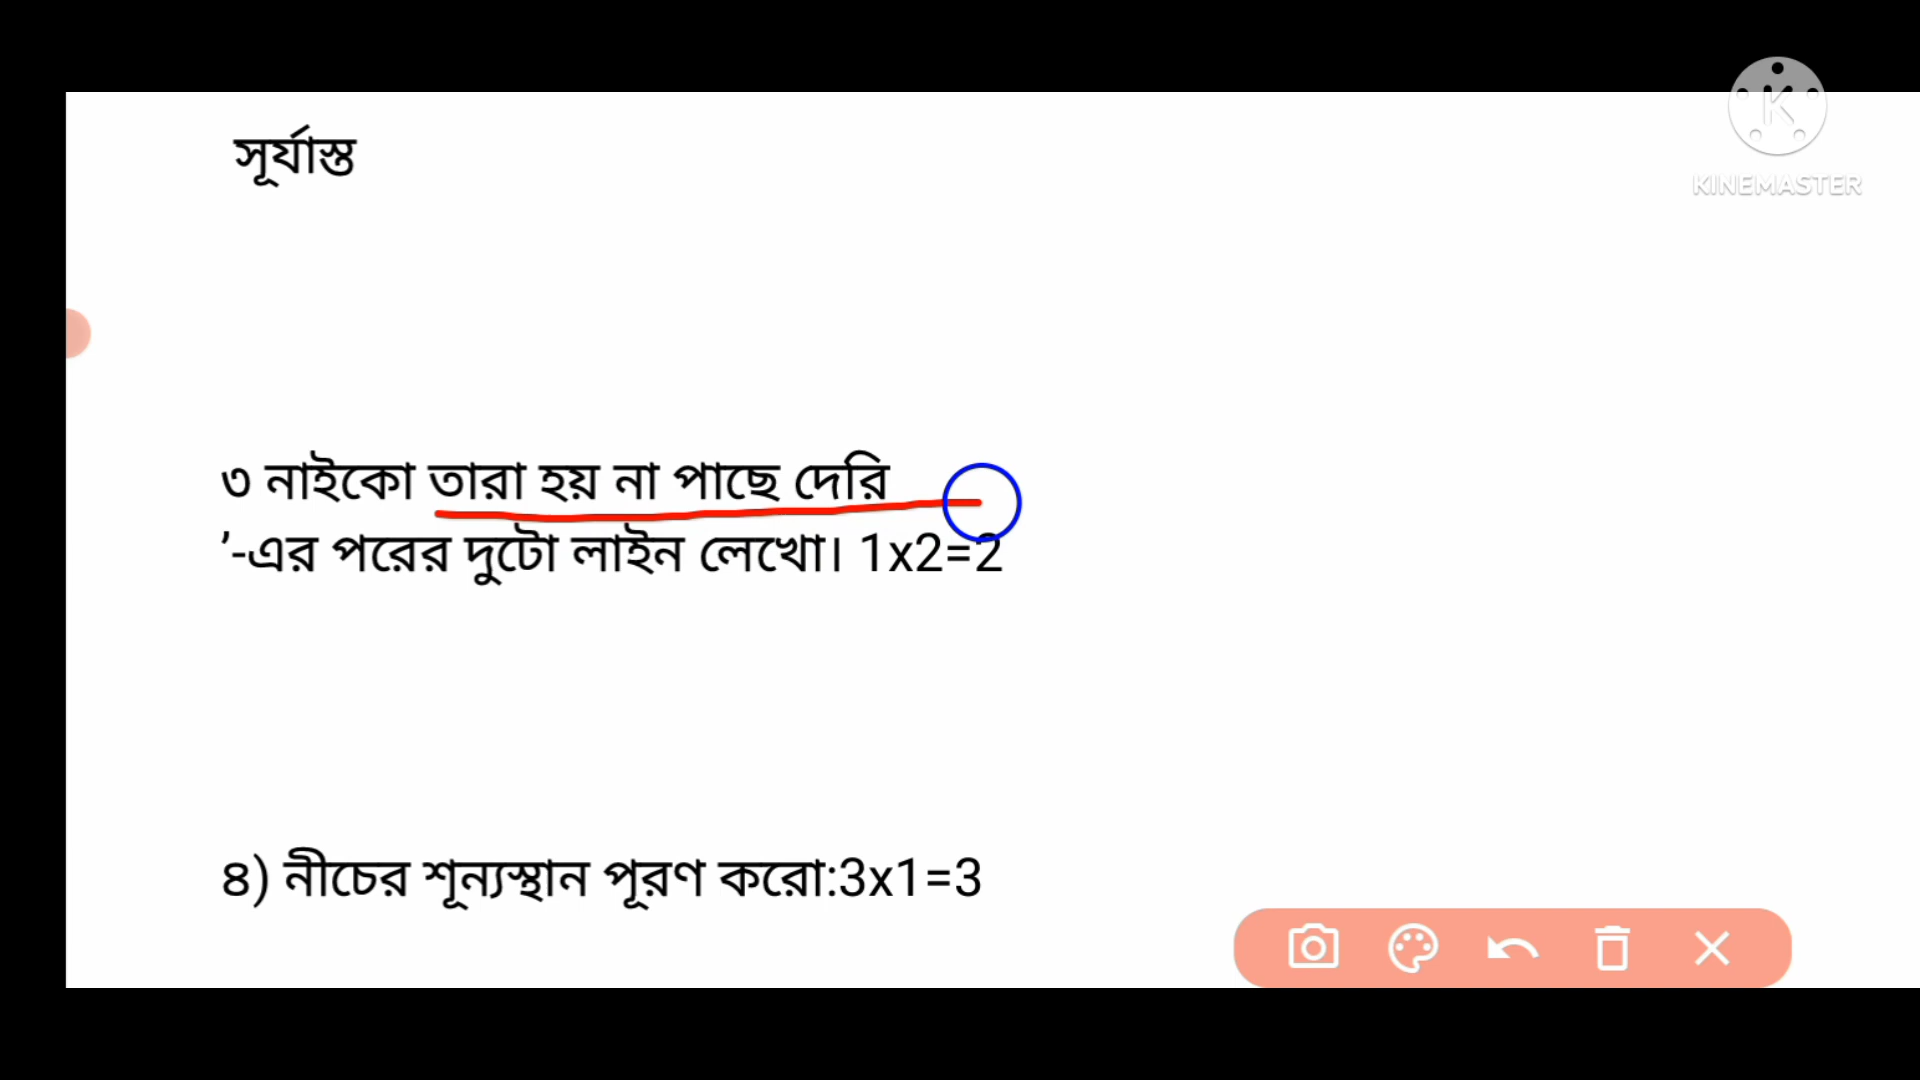 KINEMASTER
সূর্যাস্ত
৩ নাইকো তারা হয় না পাছে দেরি
’-এর পরের দুটো লাইন লেখো। 1x2=2
৪) নীচের শূন্যস্থান পূরণ করো:3x1=3